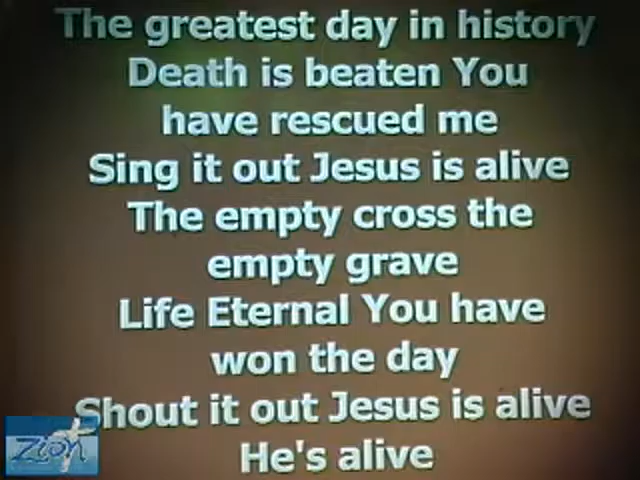 The greatest day in history
Death is beaten You
have rescued me
Sing it out Jesus is alive
The empty cross the
empty grave
Life Eternal You have
won the day
Shout it out Jesus is alive
He's alive
Zion